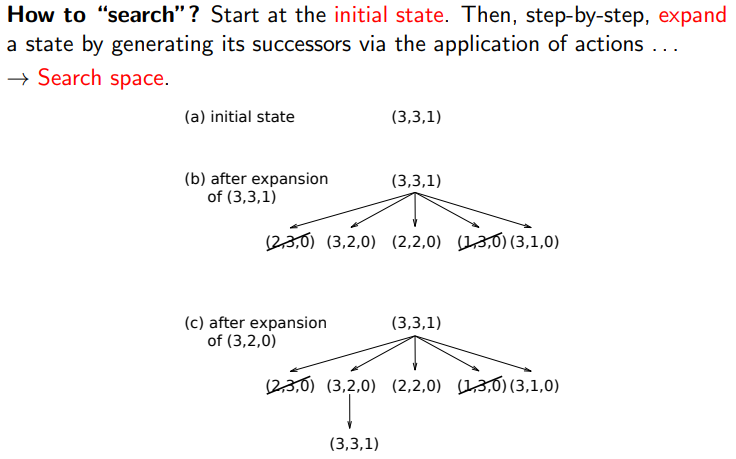 How to “search”? Start at the initial state. Then, step-by-step, expand
a state by generating its successors via the application of actions ...
→ Search space.
(a) initial state (3,3,1)
(b) after expansion (3,3,1)
of (3,3,1)
(2,3,0) (3,2,0) (2,2,0) (1,3,0) (3,1,0)
(c) after expansion (3,3,1)
of (3,2,0)
(2,3,0) (3,2,0) (2,2,0) (1,3,0) (3,1,0)
(3,3,1)